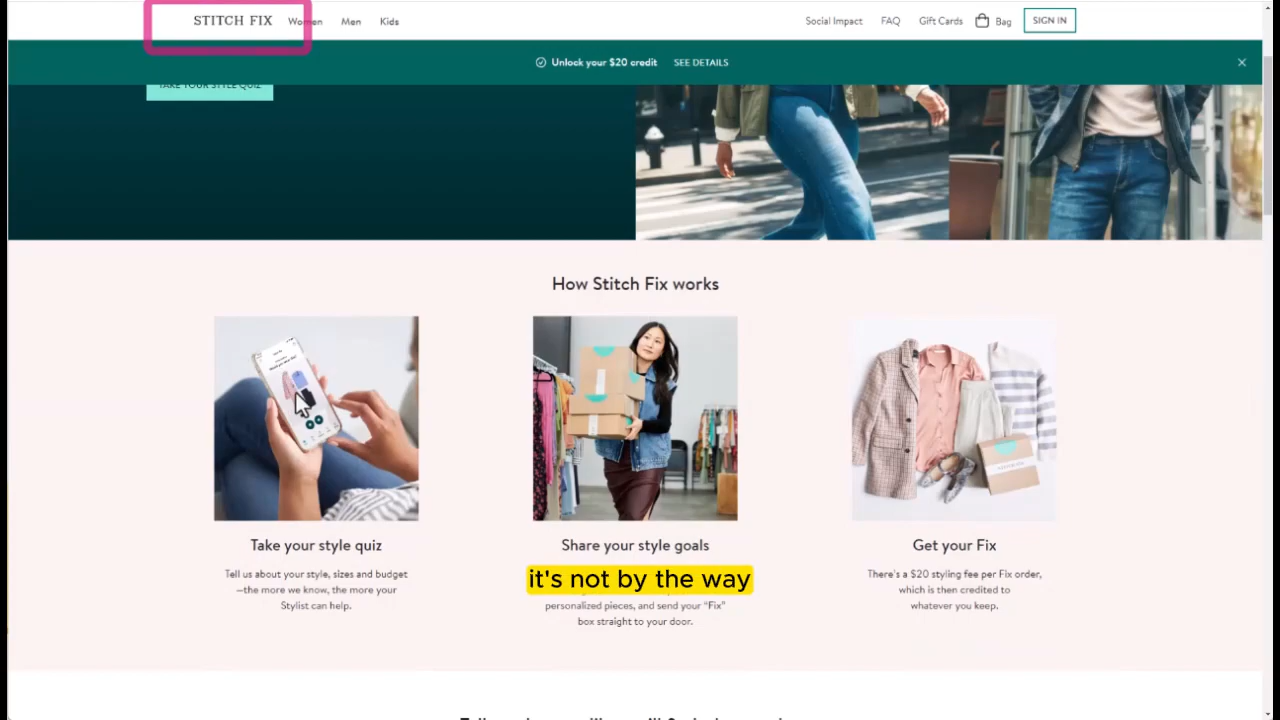 STITCH FIX Women Men Kids Social Impact FAQ Gift Cards Bag SIGN IN
Unlock your $20 credit SEE DETAILS
TAKE YOUR STYLE QUIZ
How Stitch Fix works
Take your style quiz
Tell us about your style, sizes and budget
—the more we know, the more your
Stylist can help.
Share your style goals
it's not by the way
personalized pieces, and send your “Fix”
box straight to your door.
Get your Fix
There's a $20 styling fee per Fix order,
which is then credited to
whatever you keep.